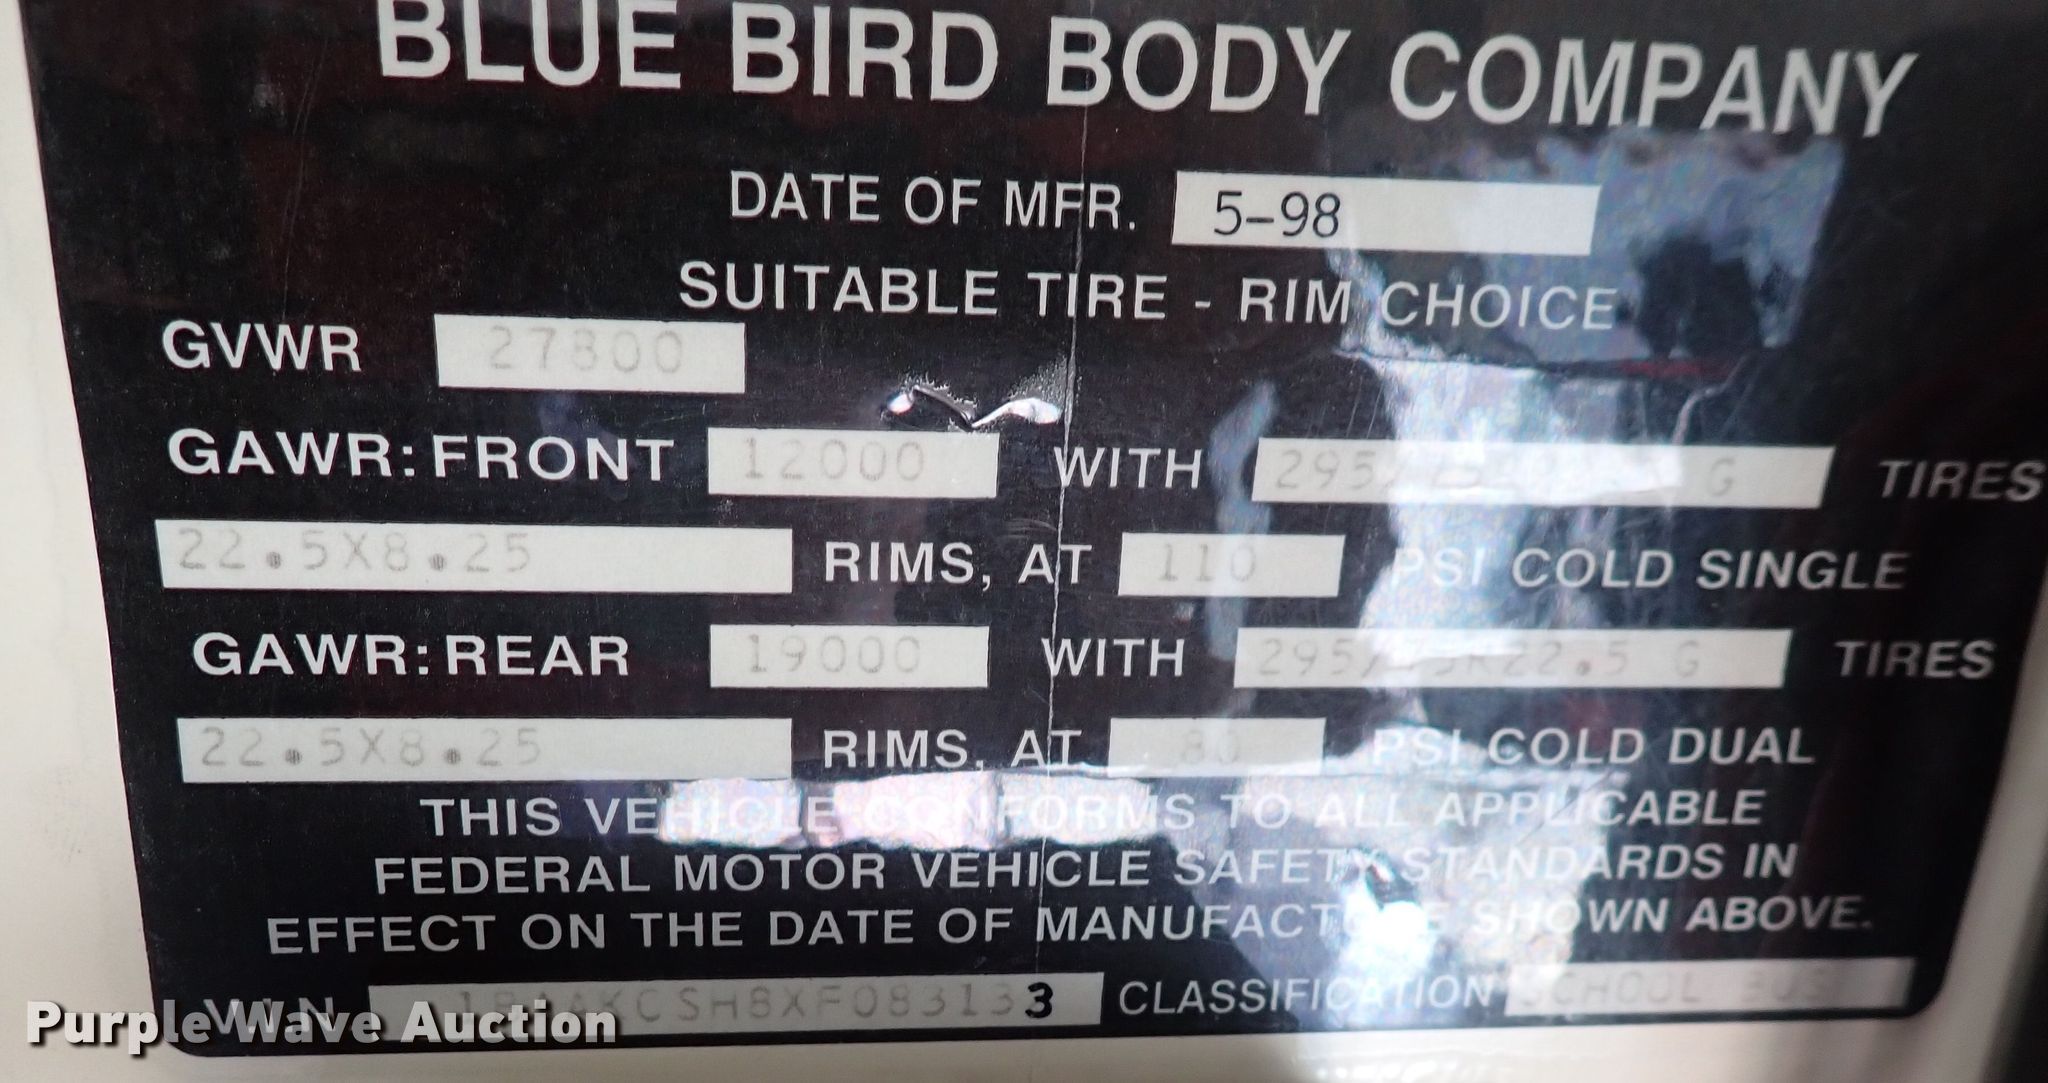 BLUE BIRD BODY COMPANY
DATE OF MFR. 5-98
SUITABLE TIRE - RIM CHOICE
GVWR 27800
GAWR: FRONT 12000 WITH G TIRES
22.5X8.25 RIMS, AT 110 PSI COLD SINGLE
GAWR: REAR 19000 WITH 295/75R22.5 G TIRES
22.5X8.25 RIMS, AT 80 PSI COLD DUAL
THIS VEHICLE CONFORMS TO ALL APPLICABLE
FEDERAL MOTOR VEHICLE SAFETY STANDARDS IN
EFFECT ON THE DATE OF MANUFACTURE SHOWN ABOVE.
V.I.N. CLASSIFICATION SCHOOL BUS
Purple Wave Auction